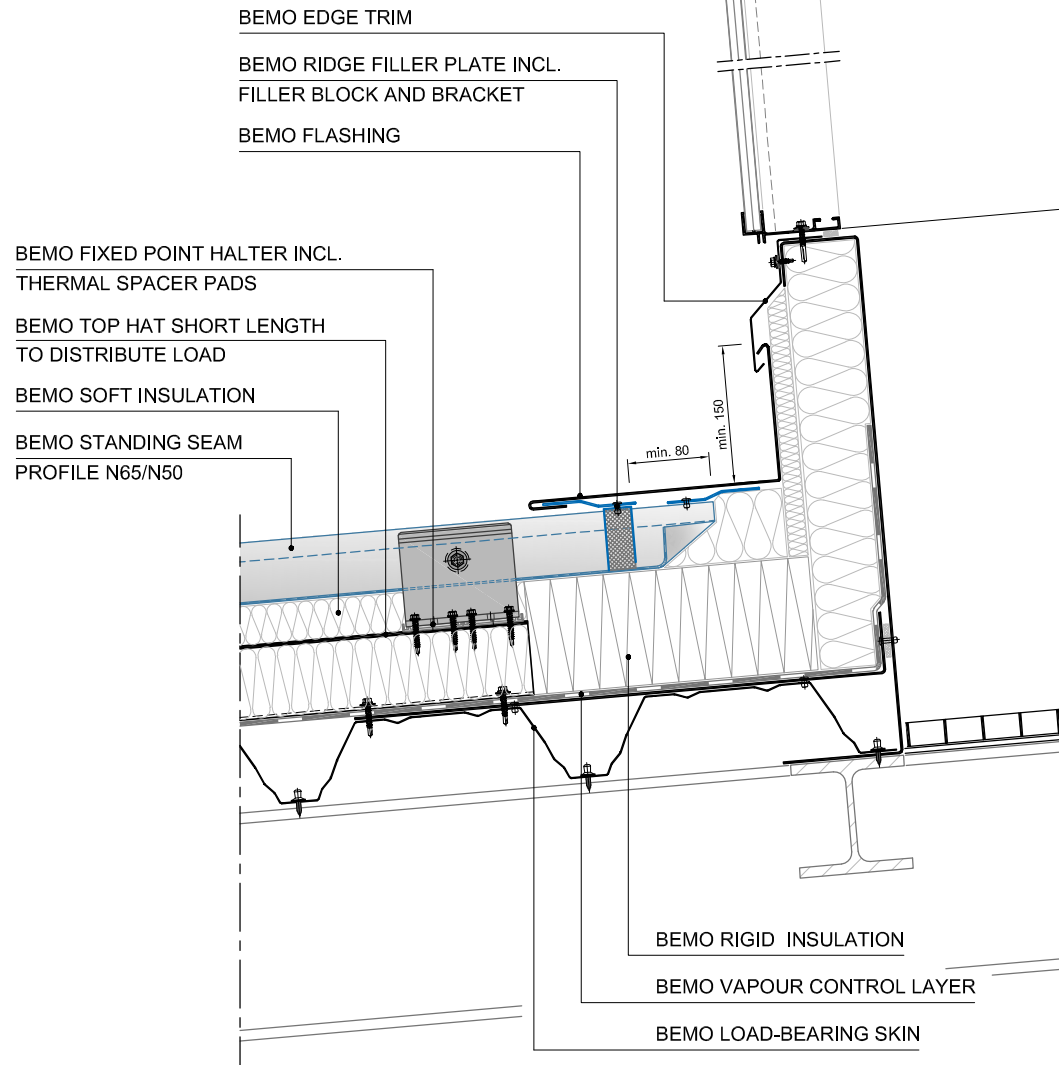 BEMO EDGE TRIM
BEMO RIDGE FILLER PLATE INCL.
FILLER BLOCK AND BRACKET
BEMO FLASHING
BEMO FIXED POINT HALTER INCL.
THERMAL SPACER PADS
BEMO TOP HAT SHORT LENGTH
TO DISTRIBUTE LOAD
BEMO SOFT INSULATION
BEMO STANDING SEAM
PROFILE N65/N50
min. 150
min. 80
BEMO RIGID INSULATION
BEMO VAPOUR CONTROL LAYER
BEMO LOAD-BEARING SKIN